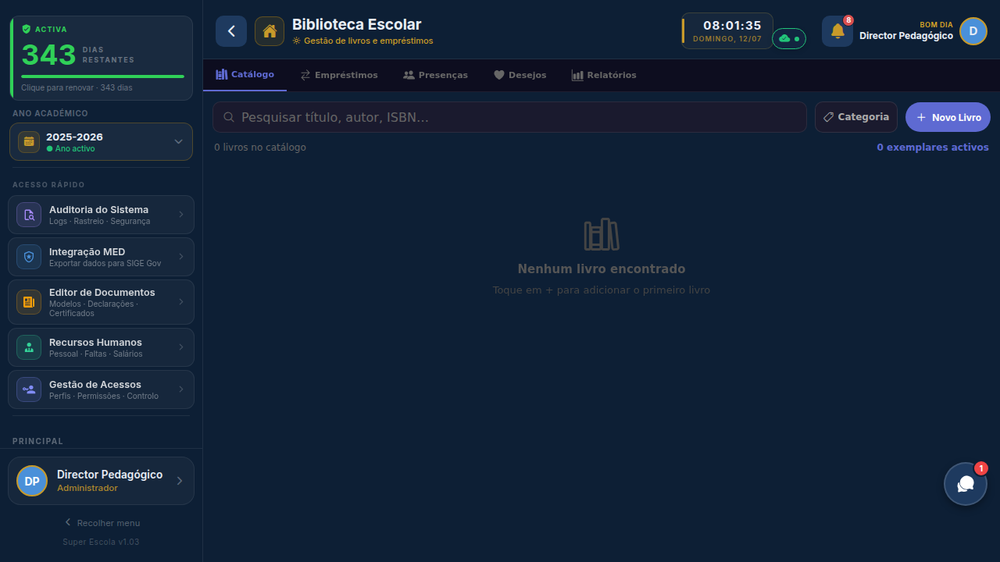 ACTIVA
343 DIAS RESTANTES
Clique para renovar · 343 dias
ANO ACADÉMICO
2025-2026
Ano activo
ACESSO RÁPIDO
Auditoria do Sistema
Logs · Rastreio · Segurança
Integração MED
Exportar dados para SIGE Gov
Editor de Documentos
Modelos · Declarações ·
Certificados
Recursos Humanos
Pessoal · Faltas · Salários
Gestão de Acessos
Perfis · Permissões · Controlo
PRINCIPAL
DP
Director Pedagógico
Administrador
Recolher menu
Super Escola v1.03
Biblioteca Escolar
Gestão de livros e empréstimos
08:01:35
DOMINGO, 12/07
8
BOM DIA
Director Pedagógico
D
Catálogo
Empréstimos
Presenças
Desejos
Relatórios
Pesquisar título, autor, ISBN...
Categoria
Novo Livro
0 livros no catálogo
0 exemplares activos
Nenhum livro encontrado
Toque em + para adicionar o primeiro livro
1